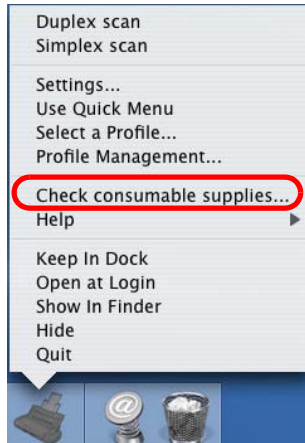 Duplex scan
Simplex scan
Settings...
Use Quick Menu
Select a Profile...
Profile Management...
Check consumable supplies...
Help
Keep In Dock
Open at Login
Show In Finder
Hide
Quit
@